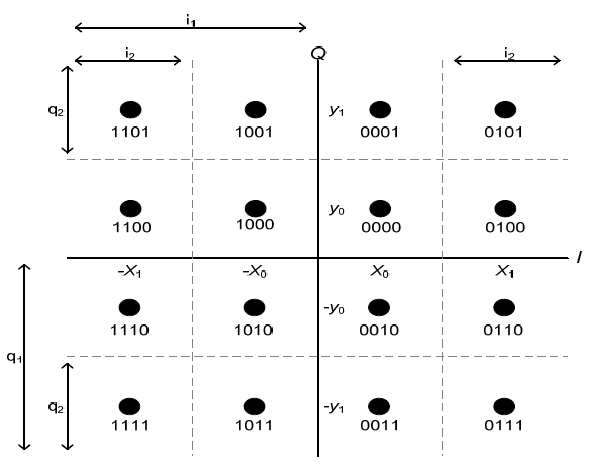 i₁
Q
i₂ i₂
q₂ y₁
1101 1001 0001 0101
y₀
1100 1000 0000 0100
I
-X₁ -X₀ X₀ X₁
-y₀
1110 1010 0010 0110
q₁
q₂ -y₁
1111 1011 0011 0111